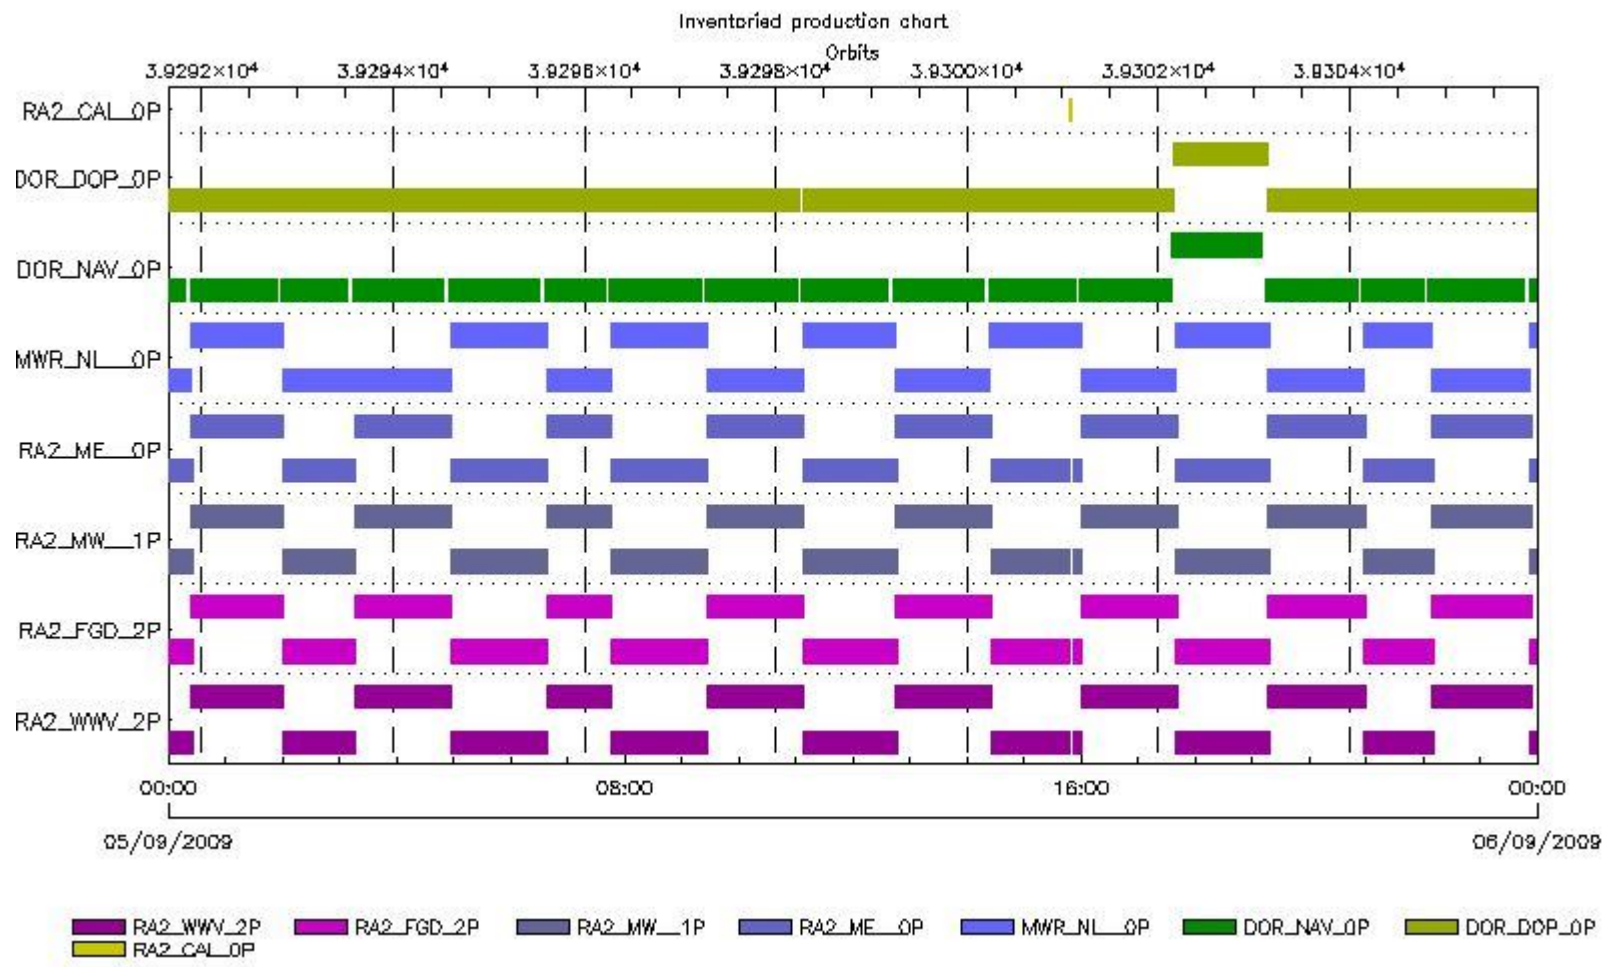 Inventoried production chart
Orbits
3.9292×10⁴ 3.9294×10⁴ 3.9296×10⁴ 3.9298×10⁴ 3.9300×10⁴ 3.9302×10⁴ 3.9304×10⁴
RA2_CAL__0P
DOR_DOP_0P
DOR_NAV_0P
MWR_NL__0P
RA2_ME__0P
RA2_MW__1P
RA2_FGD_2P
RA2_WWV_2P
00:00 08:00 16:00 00:00
05/09/2009 06/09/2009
RA2_WWV_2P RA2_FGD_2P RA2_MW__1P RA2_ME__0P MWR_NL__0P DOR_NAV_0P DOR_DOP_0P
RA2_CAL_0P